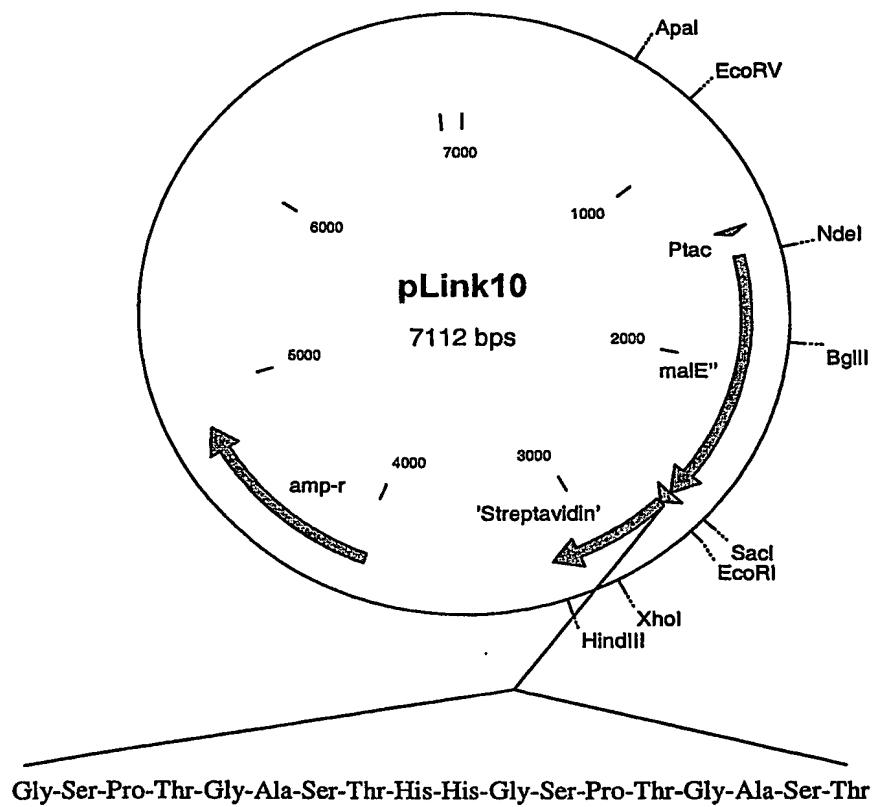 ApaI
EcoRV
7000
1000
6000
NdeI
Ptac
pLink10
7112 bps
2000
5000
malE"
BglII
3000
4000
amp-r
'Streptavidin'
SacI
EcoRI
XhoI
HindIII
Gly-Ser-Pro-Thr-Gly-Ala-Ser-Thr-His-His-Gly-Ser-Pro-Thr-Gly-Ala-Ser-Thr